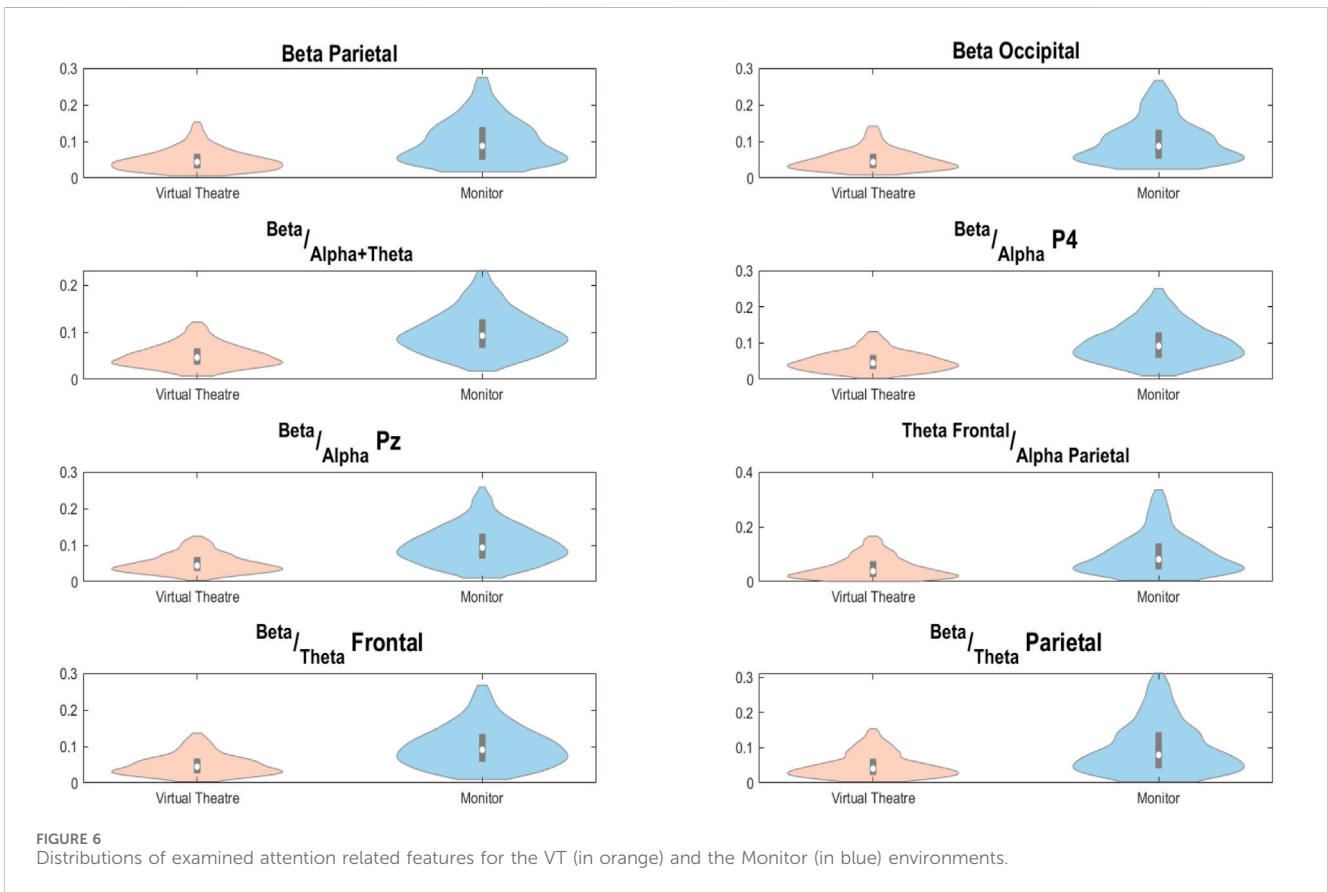 Beta Parietal
0.3
0.2
0.1
0
Virtual Theatre Monitor
Beta Occipital
0.3
0.2
0.1
0
Virtual Theatre Monitor
Beta/Alpha+Theta
0.2
0.1
0
Virtual Theatre Monitor
Beta/Alpha P4
0.3
0.2
0.1
0
Virtual Theatre Monitor
Beta/Alpha Pz
0.3
0.2
0.1
0
Virtual Theatre Monitor
Theta Frontal/Alpha Parietal
0.4
0.2
0
Virtual Theatre Monitor
Beta/Theta Frontal
0.3
0.2
0.1
0
Virtual Theatre Monitor
Beta/Theta Parietal
0.3
0.2
0.1
0
Virtual Theatre Monitor
FIGURE 6
Distributions of examined attention related features for the VT (in orange) and the Monitor (in blue) environments.